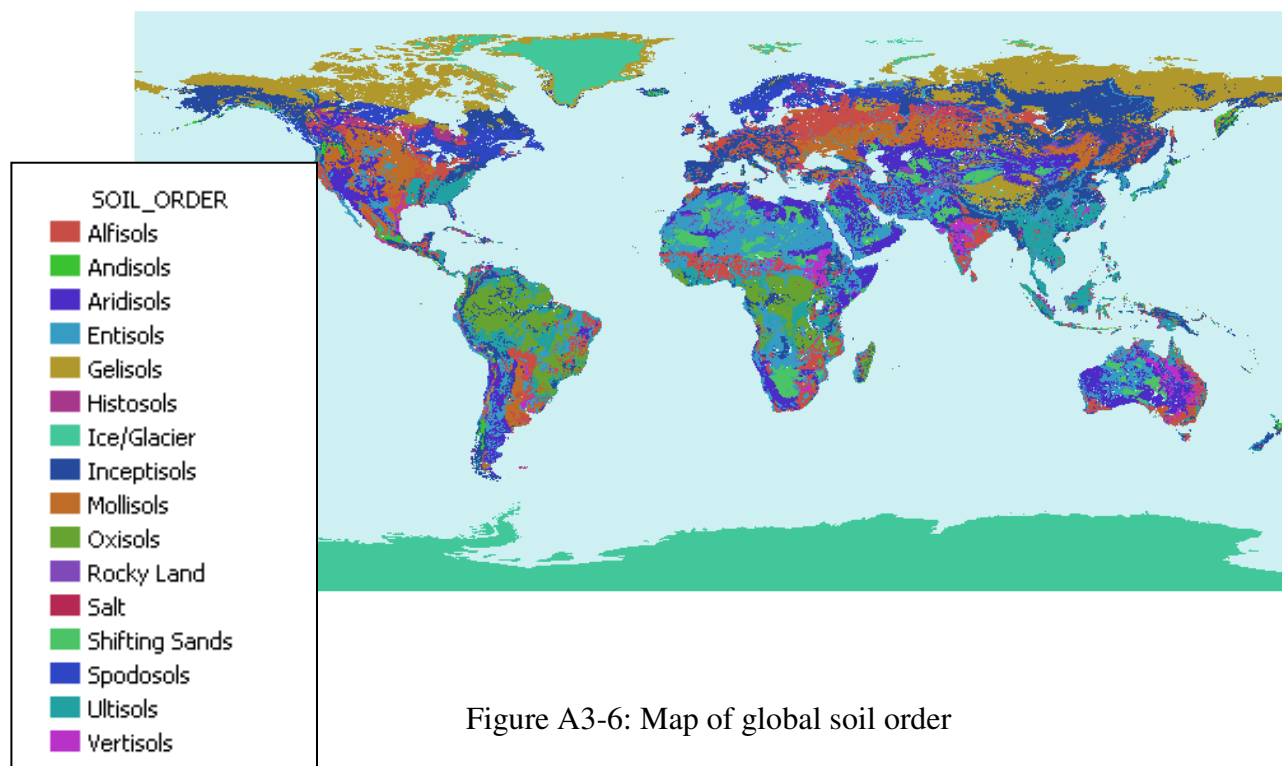 SOIL_ORDER
Alfisols
Andisols
Aridisols
Entisols
Gelisols
Histosols
Ice/Glacier
Inceptisols
Mollisols
Oxisols
Rocky Land
Salt
Shifting Sands
Spodosols
Ultisols
Vertisols
Figure A3-6: Map of global soil order